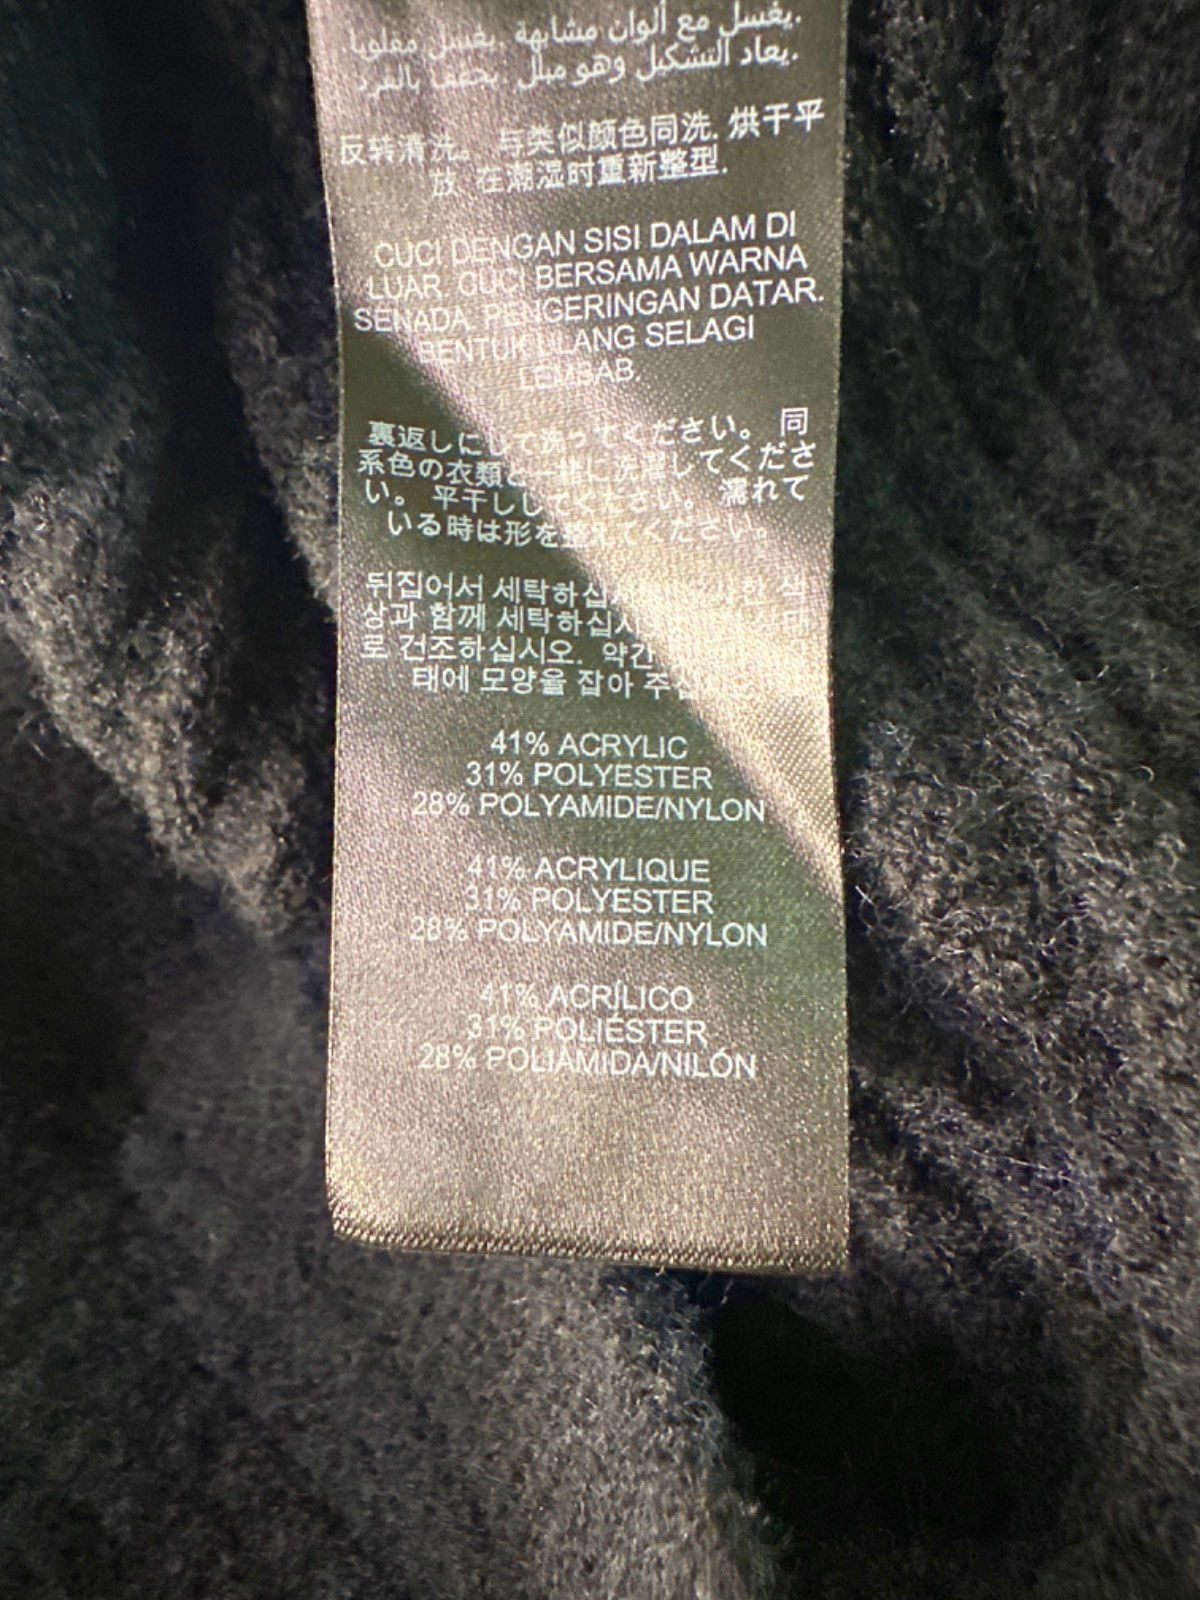 يغسل مع ألوان مشابهة. يغسل مقلوبا.
يعاد التشكيل وهو مبلل. يجفف بالفرد.
反转清洗。 与类似颜色同洗. 烘干平
放. 在潮湿时重新整型.
CUCI DENGAN SISI DALAM DI
LUAR. CUCI BERSAMA WARNA
SENADA. PENGERINGAN DATAR.
BENTUK ULANG SELAGI
LEMBAB.
裏返しにして洗ってください。 同
系色の衣類と一緒に洗濯してくださ
い。 平干ししてください。 濡れて
いる時は形を整えてください。
뒤집어서 세탁하십 한 색
상과 함께 세탁하십시
로 건조하십시오. 약간
태에 모양을 잡아 주십
41% ACRYLIC
31% POLYESTER
28% POLYAMIDE/NYLON
41% ACRYLIQUE
31% POLYESTER
28% POLYAMIDE/NYLON
41% ACRÍLICO
31% POLIÉSTER
28% POLIAMIDA/NILÓN